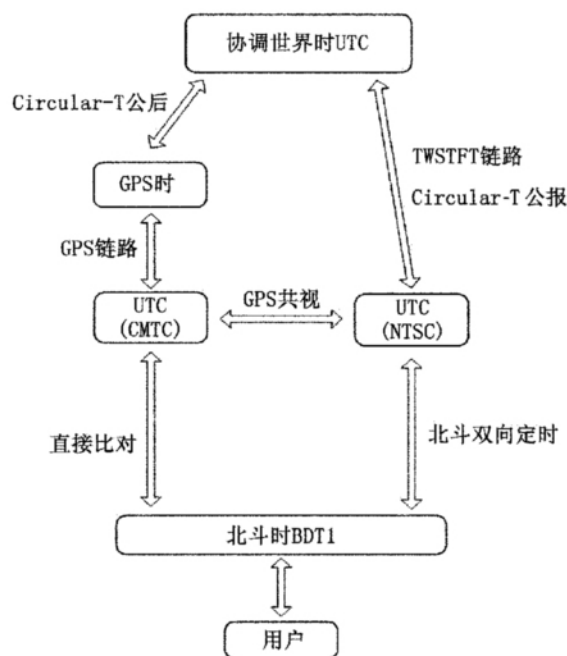 协调世界时UTC
Circular-T公后
TWSTFT链路
GPS时
Circular-T公报
GPS链路
UTC
(CMTC)
GPS共视
UTC
(NTSC)
直接比对
北斗双向定时
北斗时BDT1
用户